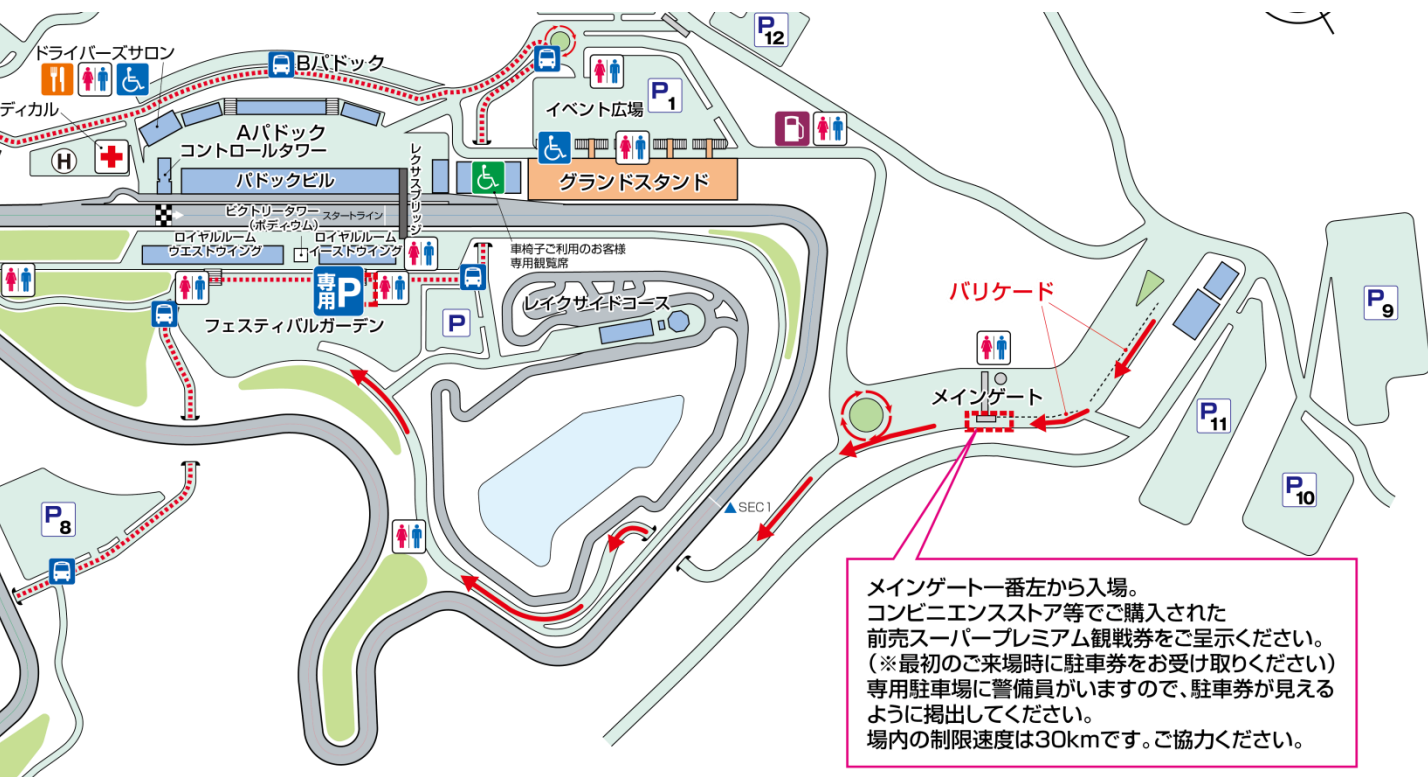 P12
ドライバーズサロン
Bパドック
P1
イベント広場
ディカル
Aパドック
コントロールタワー
H
パドックビル
レクサスブリッジ
グランドスタンド
ビクトリータワー
(ポディウム)
スタートライン
ロイヤルルーム
ウエストウイング
ロイヤルルーム
イーストウイング
車椅子ご利用のお客様
専用観覧席
専用P
フェスティバルガーデン
P
レイクサイドコース
バリケード
P9
メインゲート
P11
P10
P8
SEC1
メインゲート一番左から入場。
コンビニエンスストア等でご購入された
前売スーパープレミアム観戦券をご呈示ください。
(※最初のご来場時に駐車券をお受け取りください)
専用駐車場に警備員がいますので、駐車券が見える
ように掲出してください。
場内の制限速度は30kmです。ご協力ください。